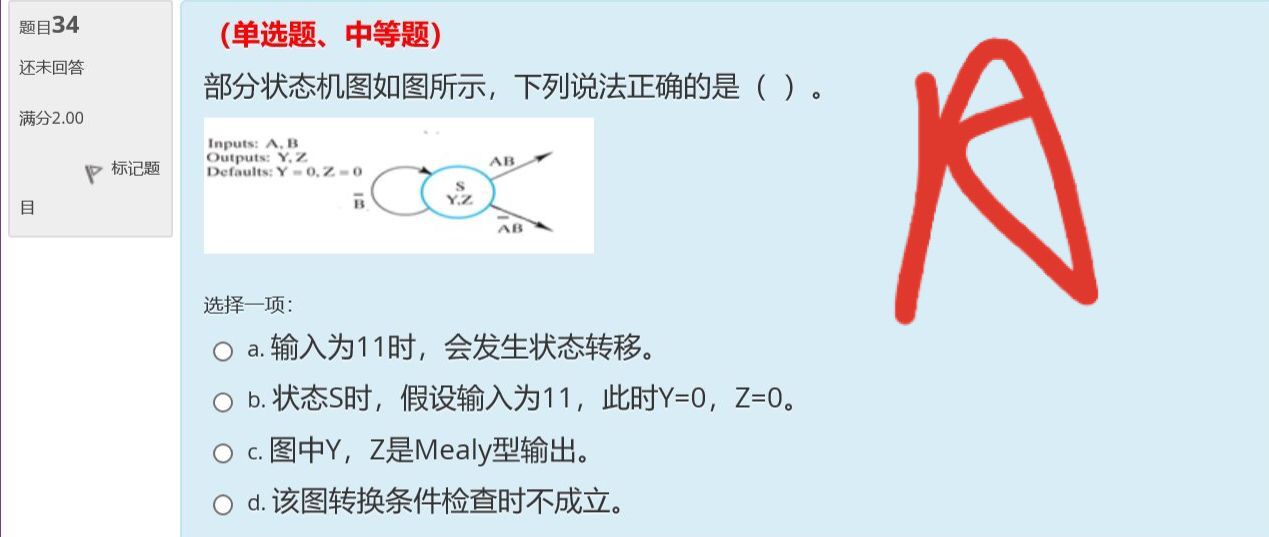 题目34
还未回答
满分2.00
标记题
目
（单选题、中等题）
部分状态机图如图所示，下列说法正确的是（ ）。
Inputs: A, B
Outputs: Y, Z
Defaults: Y = 0, Z = 0
AB
S
Y,Z
B̅
A̅B
选择一项：
a. 输入为11时，会发生状态转移。
b. 状态S时，假设输入为11，此时Y=0，Z=0。
c. 图中Y，Z是Mealy型输出。
d. 该图转换条件检查时不成立。
A